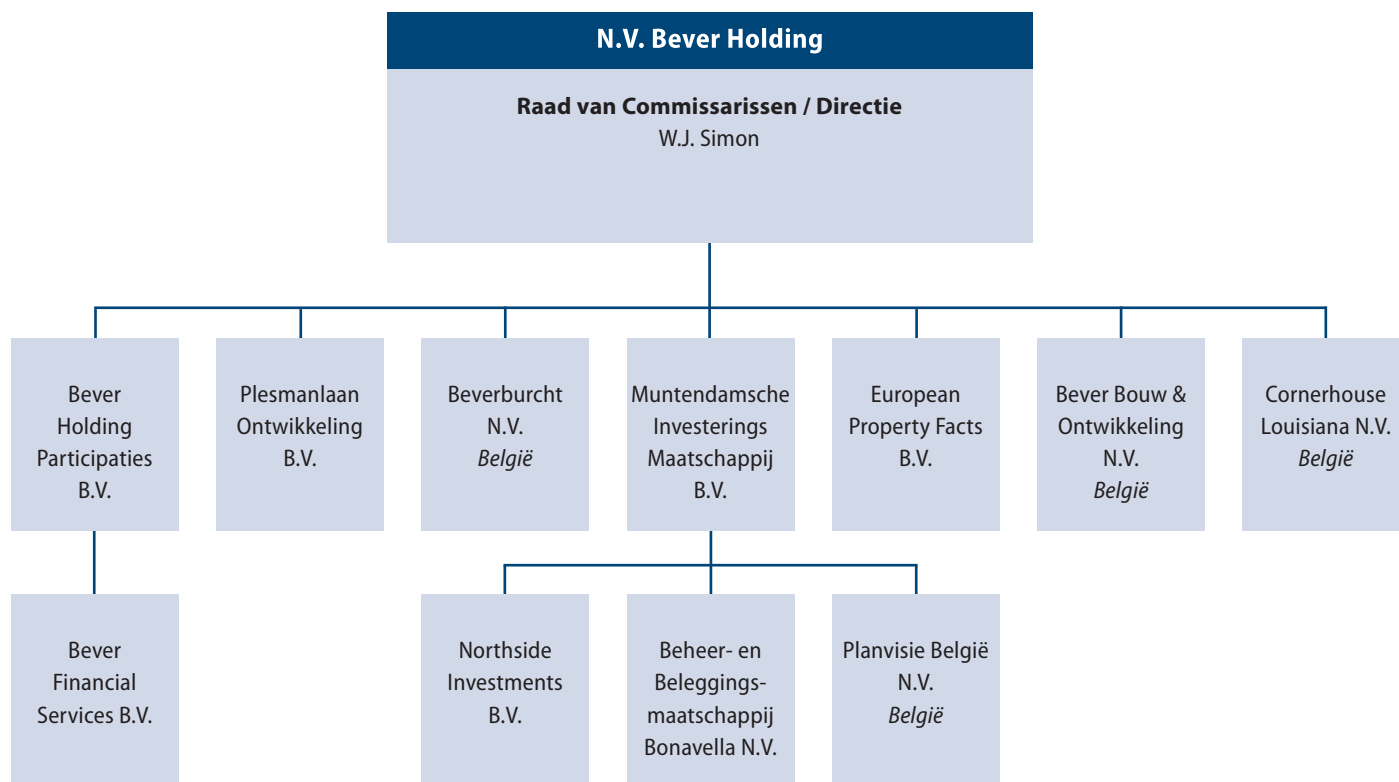 N.V. Bever Holding
Raad van Commissarissen / Directie
W.J. Simon
Bever
Holding
Participaties
B.V.
Plesmanlaan
Ontwikkeling
B.V.
Beverburcht
N.V.
België
Muntendamsche
Investerings
Maatschappij
B.V.
European
Property Facts
B.V.
Bever Bouw &
Ontwikkeling
N.V.
België
Cornerhouse
Louisiana N.V.
België
Bever
Financial
Services B.V.
Northside
Investments
B.V.
Beheer- en
Beleggings-
maatschappij
Bonavella N.V.
Planvisie België
N.V.
België